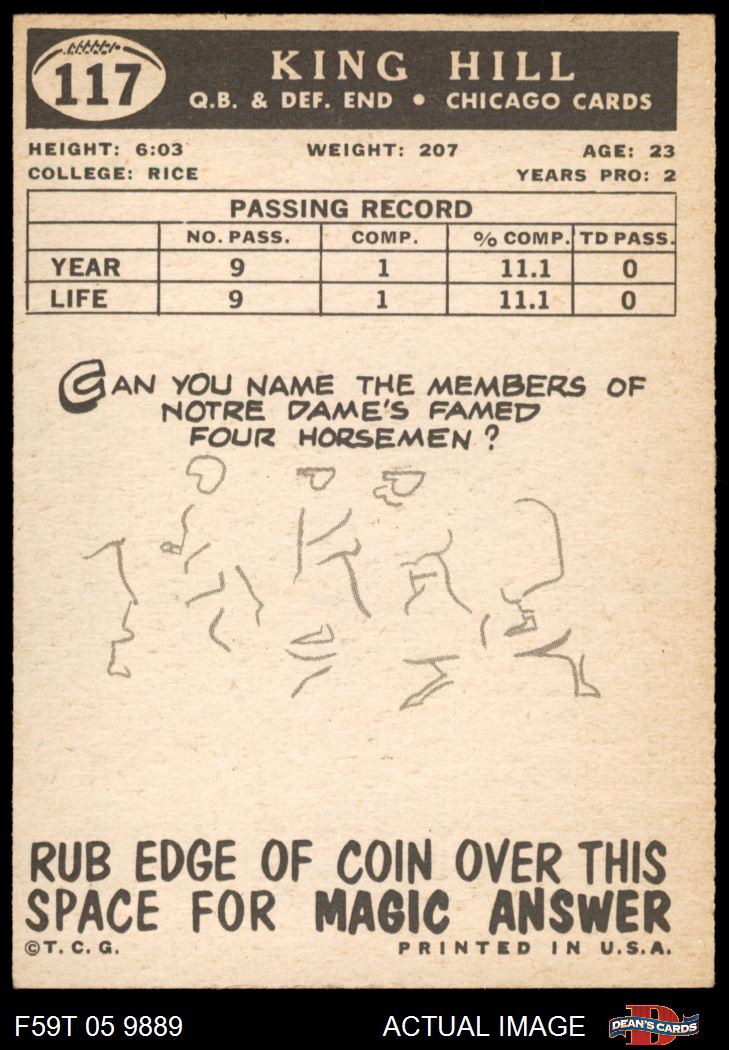 117
KING HILL
Q.B. & DEF. END • CHICAGO CARDS
HEIGHT: 6:03 WEIGHT: 207 AGE: 23
COLLEGE: RICE YEARS PRO: 2
PASSING RECORD
NO. PASS. COMP. % COMP. TD PASS.
YEAR 9 1 11.1 0
LIFE 9 1 11.1 0
CAN YOU NAME THE MEMBERS OF
NOTRE DAME'S FAMED
FOUR HORSEMEN?
RUB EDGE OF COIN OVER THIS
SPACE FOR MAGIC ANSWER
©T.C.G. PRINTED IN U.S.A.
F59T 05 9889 ACTUAL IMAGE DEAN'S CARDS